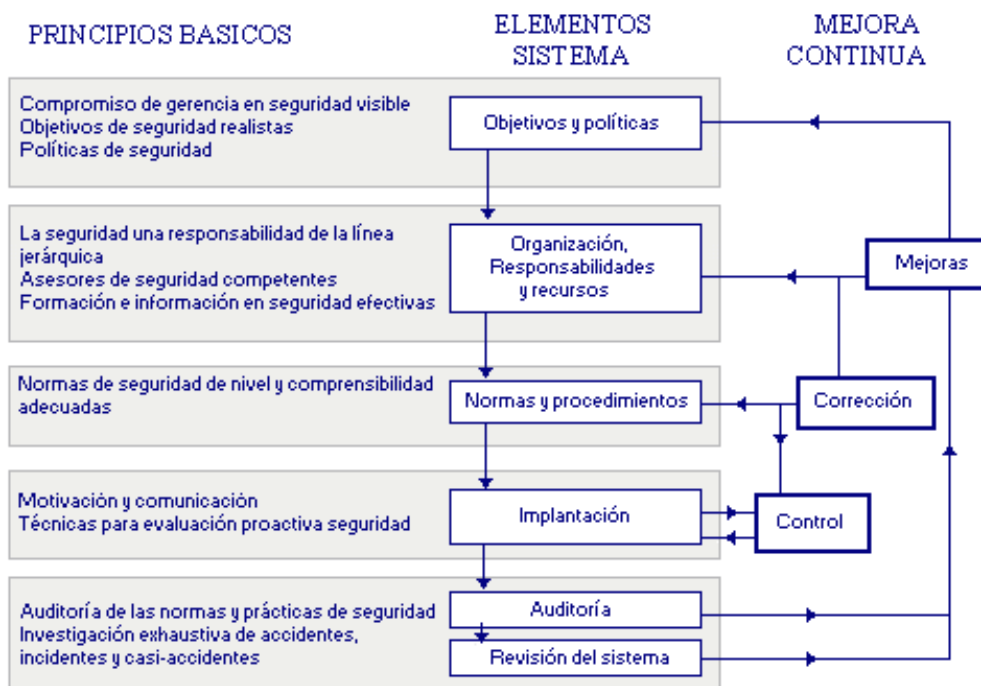 PRINCIPIOS BASICOS
ELEMENTOS
SISTEMA
MEJORA
CONTINUA
Compromiso de gerencia en seguridad visible
Objetivos de seguridad realistas
Políticas de seguridad
Objetivos y políticas
La seguridad una responsabilidad de la línea
jerárquica
Asesores de seguridad competentes
Formación e información en seguridad efectivas
Organización,
Responsabilidades
y recursos
Mejoras
Normas de seguridad de nivel y comprensibilidad
adecuadas
Normas y procedimientos
Corrección
Motivación y comunicación
Técnicas para evaluación proactiva seguridad
Implantación
Control
Auditoría de las normas y prácticas de seguridad
Investigación exhaustiva de accidentes,
incidentes y casi-accidentes
Auditoría
Revisión del sistema